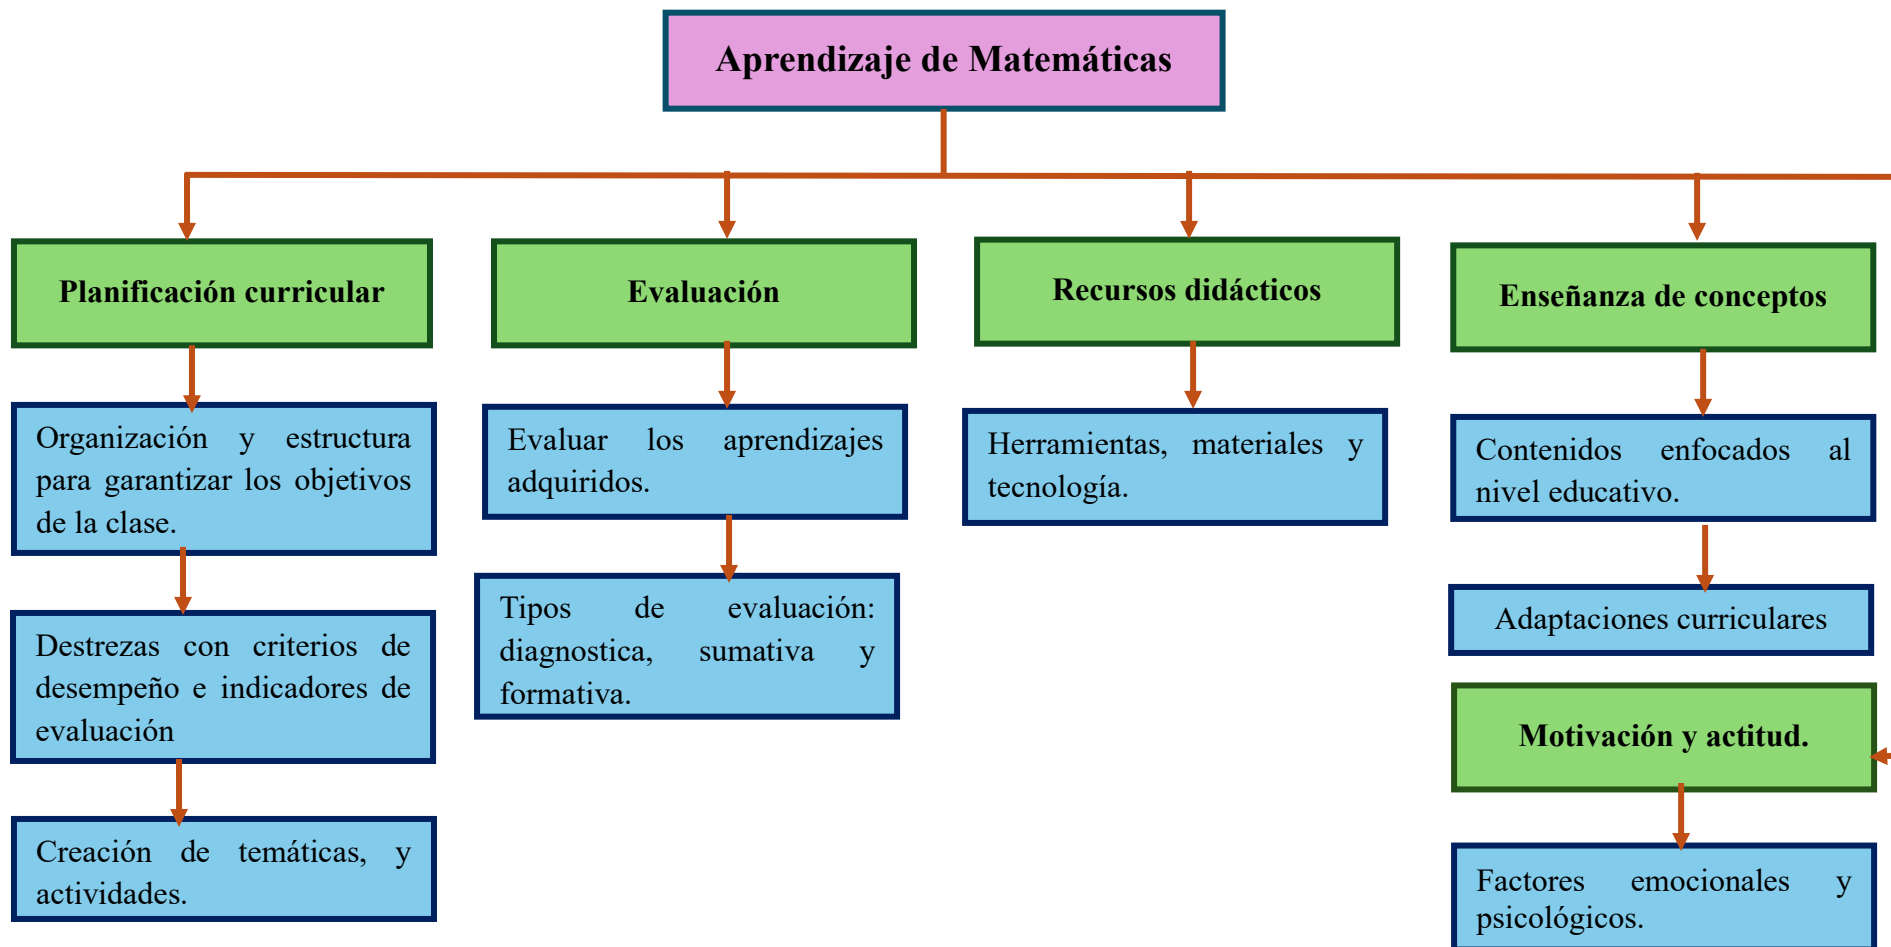 Aprendizaje de Matemáticas
Planificación curricular
Organización y estructura
para garantizar los objetivos
de la clase.
Destrezas con criterios de
desempeño e indicadores de
evaluación
Creación de temáticas, y
actividades.
Evaluación
Evaluar los aprendizajes
adquiridos.
Tipos de evaluación:
diagnostica, sumativa y
formativa.
Recursos didácticos
Herramientas, materiales y
tecnología.
Enseñanza de conceptos
Contenidos enfocados al
nivel educativo.
Adaptaciones curriculares
Motivación y actitud.
Factores emocionales y
psicológicos.